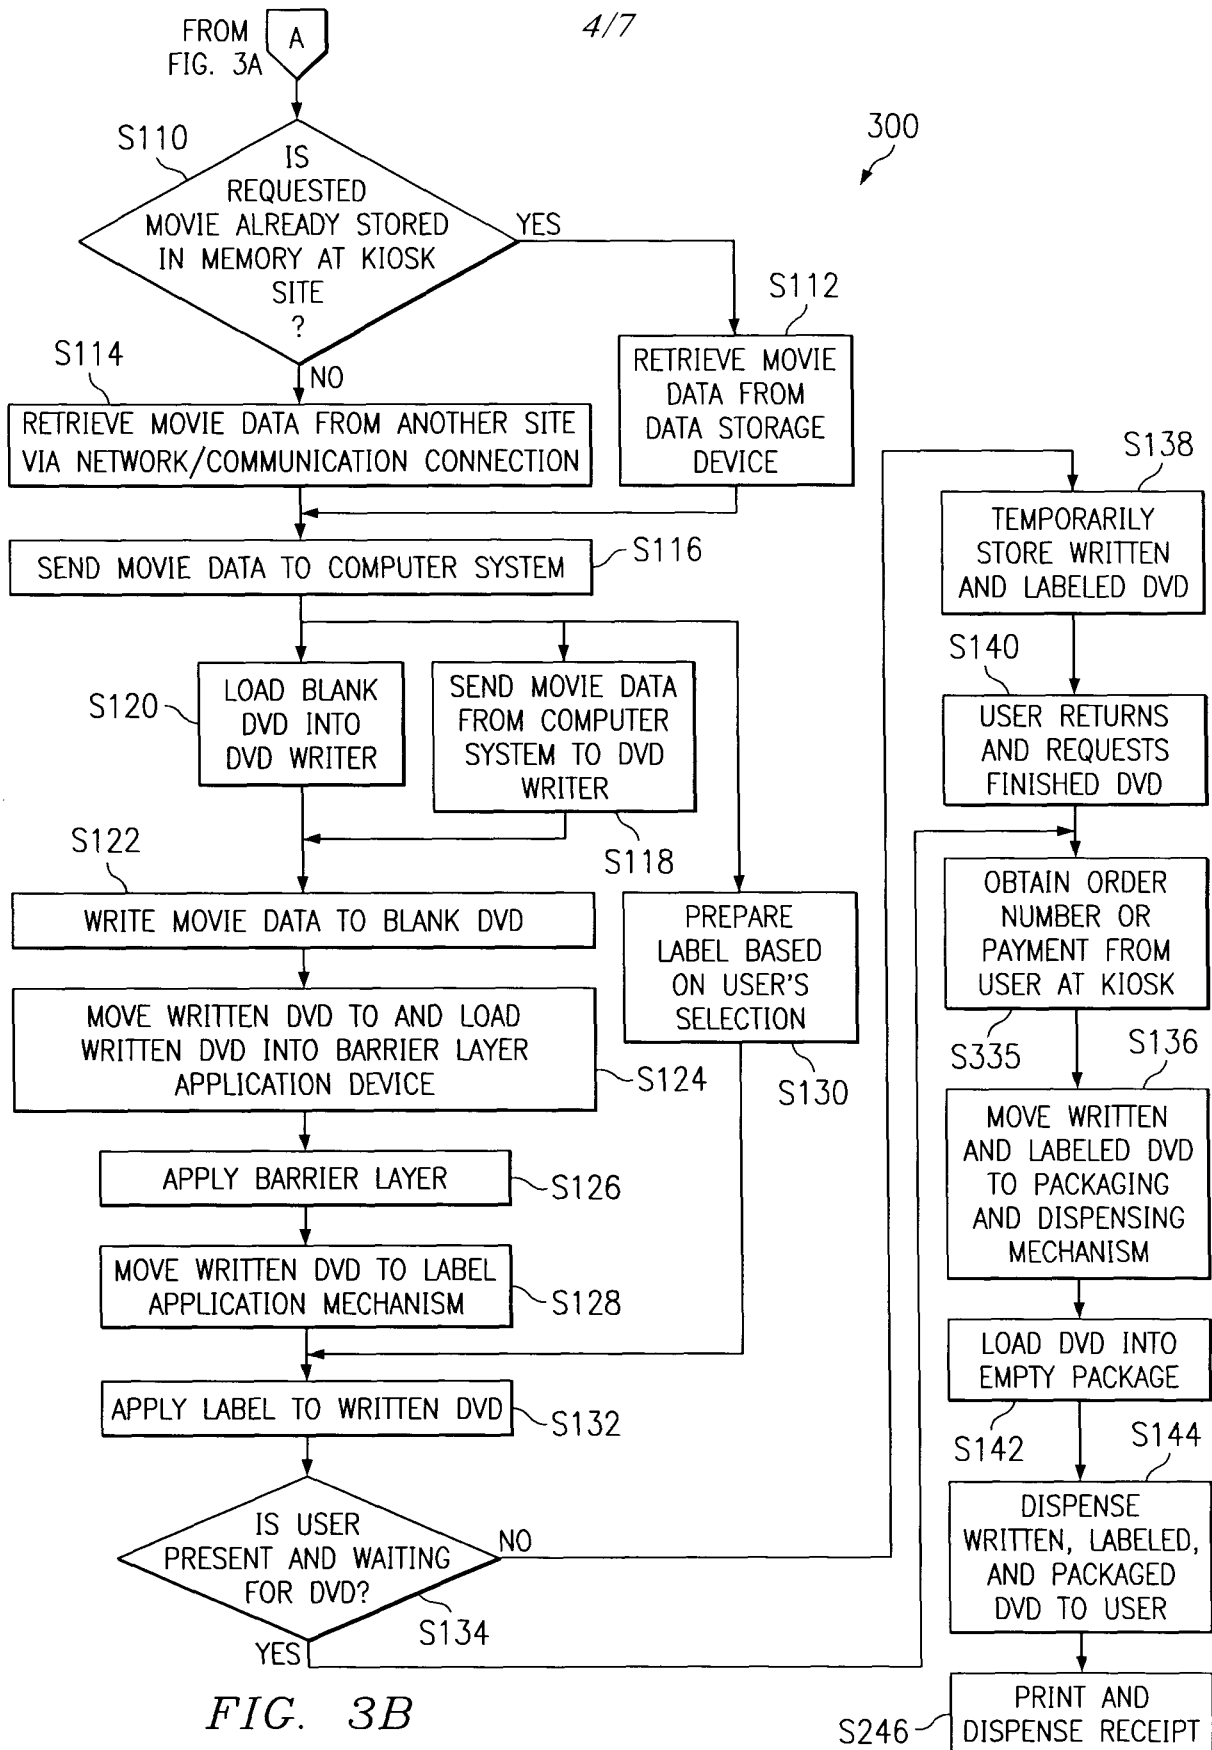 4/7
FROM
FIG. 3A
A
300
S110
IS
REQUESTED
MOVIE ALREADY STORED
IN MEMORY AT KIOSK
SITE
?
YES
NO
S112
RETRIEVE MOVIE
DATA FROM
DATA STORAGE
DEVICE
S114
RETRIEVE MOVIE DATA FROM ANOTHER SITE
VIA NETWORK/COMMUNICATION CONNECTION
SEND MOVIE DATA TO COMPUTER SYSTEM
S116
S120
LOAD BLANK
DVD INTO
DVD WRITER
SEND MOVIE DATA
FROM COMPUTER
SYSTEM TO DVD
WRITER
S118
S122
WRITE MOVIE DATA TO BLANK DVD
PREPARE
LABEL BASED
ON USER'S
SELECTION
S130
MOVE WRITTEN DVD TO AND LOAD
WRITTEN DVD INTO BARRIER LAYER
APPLICATION DEVICE
S124
APPLY BARRIER LAYER
S126
MOVE WRITTEN DVD TO LABEL
APPLICATION MECHANISM
S128
APPLY LABEL TO WRITTEN DVD
S132
IS USER
PRESENT AND WAITING
FOR DVD?
S134
NO
YES
S138
TEMPORARILY
STORE WRITTEN
AND LABELED DVD
S140
USER RETURNS
AND REQUESTS
FINISHED DVD
OBTAIN ORDER
NUMBER OR
PAYMENT FROM
USER AT KIOSK
S335
S136
MOVE WRITTEN
AND LABELED DVD
TO PACKAGING
AND DISPENSING
MECHANISM
LOAD DVD INTO
EMPTY PACKAGE
S142
S144
DISPENSE
WRITTEN, LABELED,
AND PACKAGED
DVD TO USER
S246
PRINT AND
DISPENSE RECEIPT
FIG. 3B